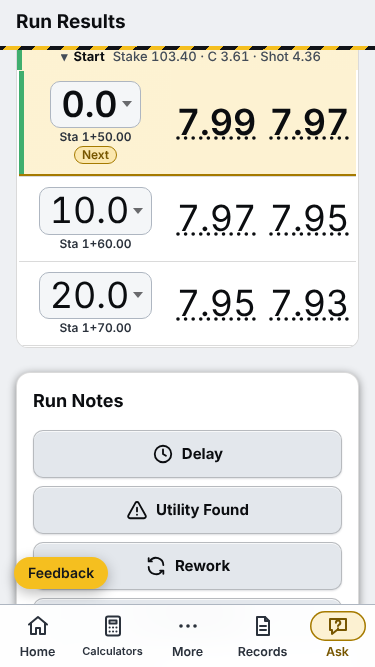 Run Results
▼ Start Stake 103.40 · C 3.61 · Shot 4.36
0.0 7.99 7.97
Sta 1+50.00
Next
10.0 7.97 7.95
Sta 1+60.00
20.0 7.95 7.93
Sta 1+70.00
Run Notes
Delay
Utility Found
Rework
Feedback
Home Calculators More Records Ask